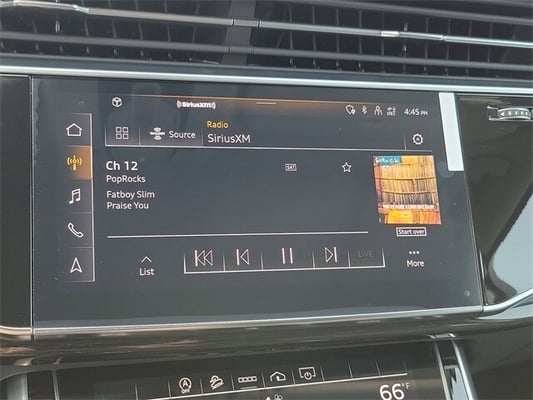 ((SiriusXM))
4:45 PM
Source
Radio
SiriusXM
Ch 12
PopRocks
SAT
Fatboy Slim
Praise You
Start over
List
LIVE
More
OFF
66°F